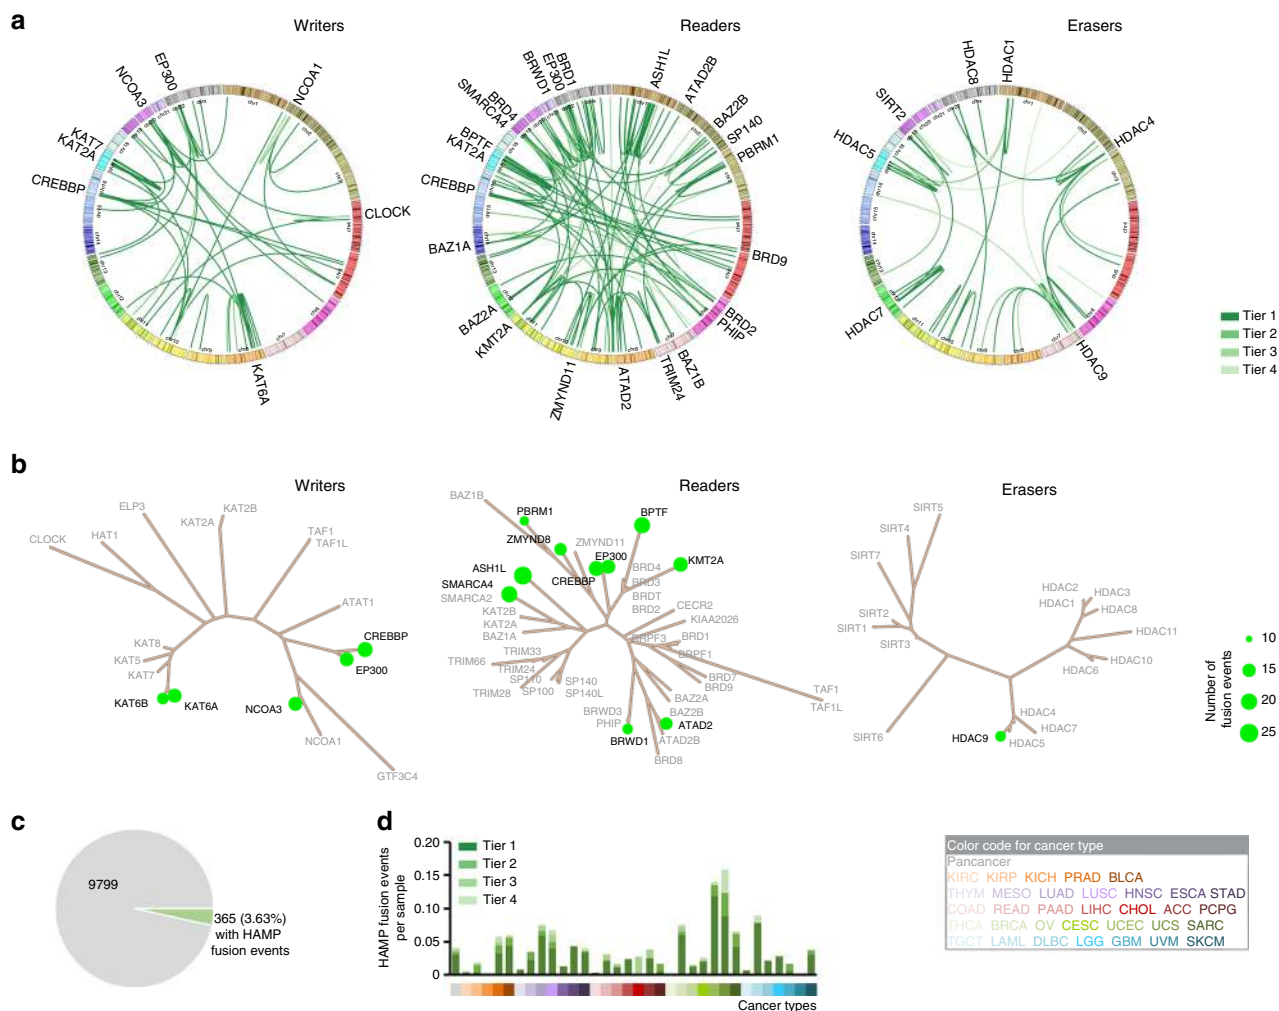 a
Writers
Readers
Erasers
EP300
NCOA3
NCOA1
KAT7
KAT2A
CREBBP
CLOCK
KAT6A
BRD1
EP300
BRWD1
BRD4
SMARCA4
BPTF
KAT2A
CREBBP
BAZ1A
BAZ2A
KMT2A
ZMYND11
ATAD2
TRIM24
BAZ1B
PHIP
BRD2
BRD9
PBRM1
SP140
BAZ2B
ATAD2B
ASH1L
HDAC8
HDAC1
SIRT2
HDAC5
HDAC4
HDAC7
HDAC9
Tier 1
Tier 2
Tier 3
Tier 4
b
Writers
Readers
Erasers
ELP3
KAT2B
KAT2A
HAT1
CLOCK
TAF1
TAF1L
ATAT1
CREBBP
EP300
KAT8
KAT5
KAT7
KAT6B
KAT6A
NCOA3
NCOA1
GTF3C4
BAZ1B
PBRM1
BPTF
ZMYND8
ZMYND11
EP300
KMT2A
ASH1L
CREBBP
BRD4
BRD3
SMARCA4
SMARCA2
BRDT
BRD2
CECR2
KAT2B
KAT2A
KIAA2026
BAZ1A
BRPF3
BRD1
BRPF1
TRIM33
TRIM66
TRIM24
SP110
SP140
BRD7
BRD9
TRIM28
SP100
SP140L
BAZ2A
TAF1
TAF1L
BRWD3
BAZ2B
PHIP
ATAD2
BRWD1
ATAD2B
BRD8
SIRT5
SIRT4
SIRT7
SIRT2
SIRT1
SIRT3
SIRT6
HDAC2
HDAC3
HDAC1
HDAC8
HDAC11
HDAC10
HDAC6
HDAC4
HDAC7
HDAC9
HDAC5
Number of
fusion events
10
15
20
25
c
9799
365 (3.63%)
with HAMP
fusion events
d
HAMP fusion events
per sample
0.20
0.15
0.10
0.05
0
Tier 1
Tier 2
Tier 3
Tier 4
Cancer types
Color code for cancer type
Pancancer
KIRC KIRP KICH PRAD BLCA
THYM MESO LUAD LUSC HNSC ESCA STAD
COAD READ PAAD LIHC CHOL ACC PCPG
THCA BRCA OV CESC UCEC UCS SARC
TGCT LAML DLBC LGG GBM UVM SKCM